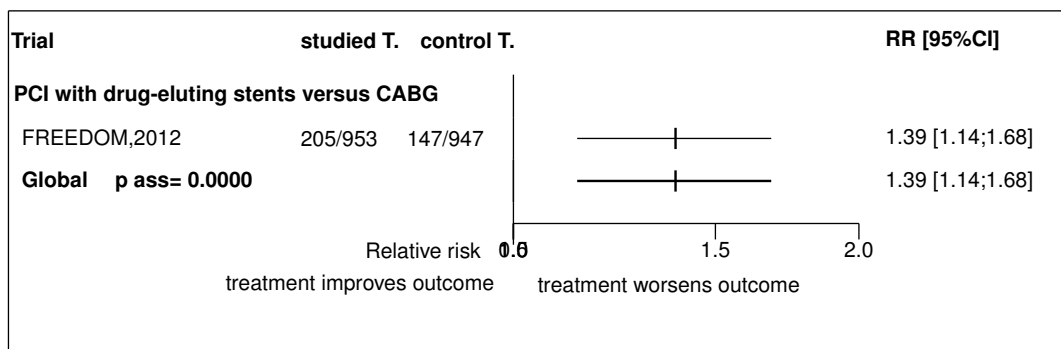 Trial studied T. control T. RR [95%CI]
PCI with drug-eluting stents versus CABG
FREEDOM,2012 205/953 147/947 1.39 [1.14;1.68]
Global p ass= 0.0000 1.39 [1.14;1.68]
Relative risk 1.5 2.0
treatment improves outcome treatment worsens outcome